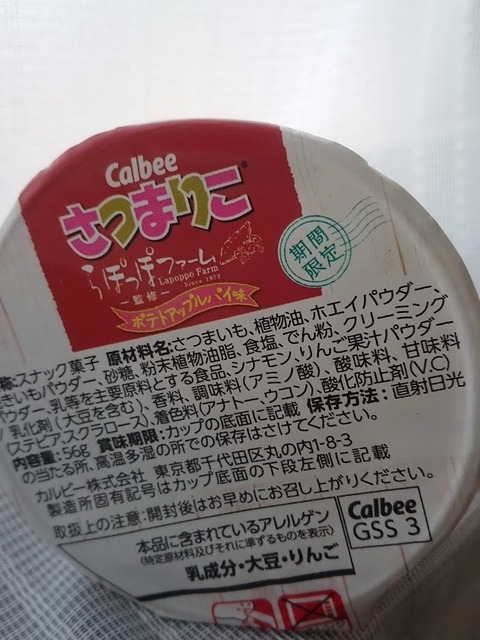 Calbee
さつまりこ
らぽっぽファーム
Lapoppo Farm
Since 1997
ー監修ー
ポテトアップルパイ味
期間
限定
称:スナック菓子 原材料名:さつまいも、植物油、ホエイパウダー、
きいもパウダー、砂糖、粉末植物油脂、食塩、でん粉、クリーミング
パウダー、乳等を主要原料とする食品、シナモン、りんご果汁パウダー
/乳化剤(大豆を含む)、香料、調味料(アミノ酸)、酸味料、甘味料
(ステビア、スクラロース)、着色料(アナトー、ウコン)、酸化防止剤(V.C)
内容量:56g 賞味期限:カップの底面に記載 保存方法:直射日光
の当たる所、高温多湿の所での保存はさけてください。
カルビー株式会社 東京都千代田区丸の内1-8-3
製造所固有記号はカップ底面の下段左側に記載
取扱上の注意:開封後はお早めにお召し上がりください。
本品に含まれているアレルゲン
(特定原材料及びそれに準ずるものを表示)
乳成分・大豆・りんご
Calbee
GSS 3